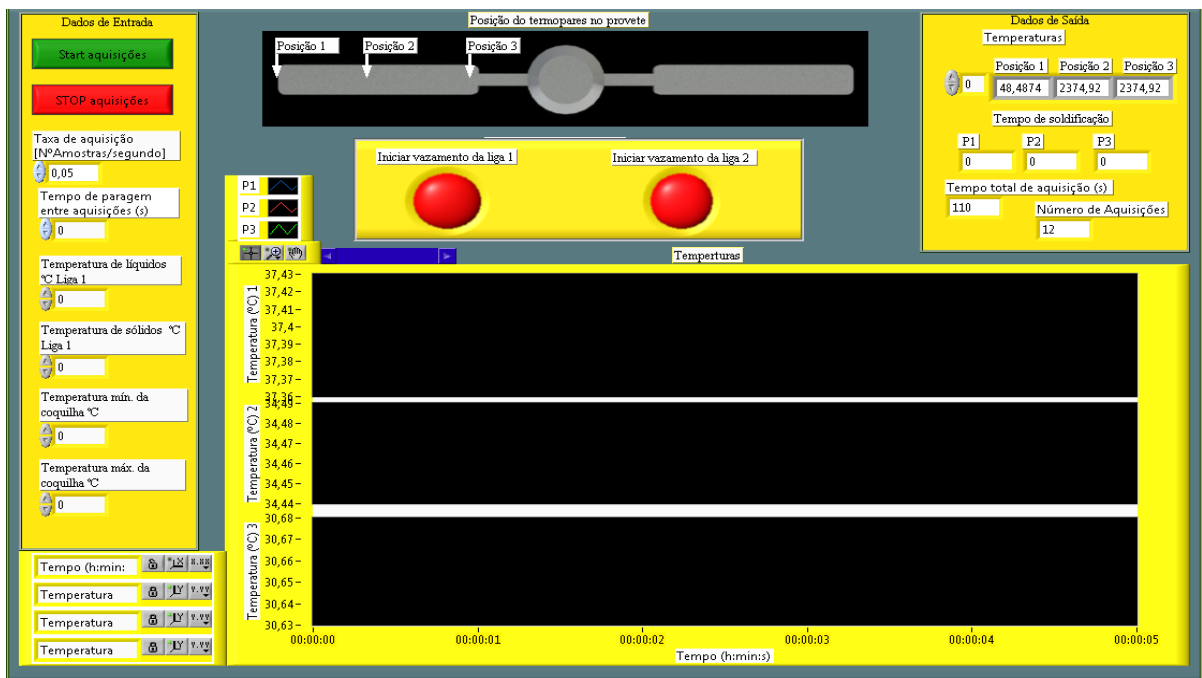 Dados de Entrada
Start aquisições
STOP aquisições
Taxa de aquisição
[NºAmostras/segundo]
0,05
Tempo de paragem
entre aquisições (s)
0
Temperatura de líquidos
ºC Liga 1
0
Temperatura de sólidos ºC
Liga 1
0
Temperatura mín. da
coquilha ºC
0
Temperatura máx. da
coquilha ºC
0
Tempo (h:min:
Temperatura
Temperatura
Temperatura
Posição do termopares no provete
Posição 1
Posição 2
Posição 3
Iniciar vazamento da liga 1
Iniciar vazamento da liga 2
P1
P2
P3
Temperturas
Temperatura (ºC) 1
37,43
37,42
37,41
37,4
37,39
37,38
37,37
37,36
Temperatura (ºC) 2
34,49
34,48
34,47
34,46
34,45
34,44
Temperatura (ºC) 3
30,68
30,67
30,66
30,65
30,64
30,63
00:00:00
00:00:01
00:00:02
00:00:03
00:00:04
00:00:05
Tempo (h:min:s)
Dados de Saída
Temperaturas
Posição 1
Posição 2
Posição 3
0
48,4874
2374,92
2374,92
Tempo de soldificação
P1
P2
P3
0
0
0
Tempo total de aquisição (s)
110
Número de Aquisições
12